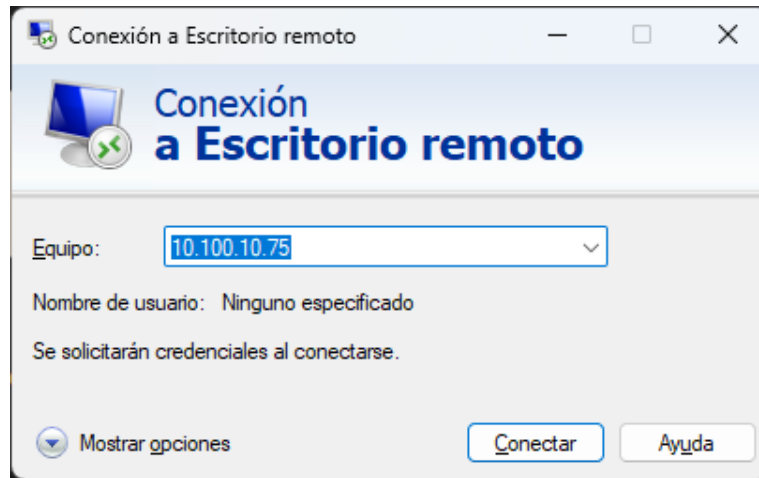 Conexión a Escritorio remoto
Conexión
a Escritorio remoto
Equipo: 10.100.10.75
Nombre de usuario: Ninguno especificado
Se solicitarán credenciales al conectarse.
Mostrar opciones Conectar Ayuda